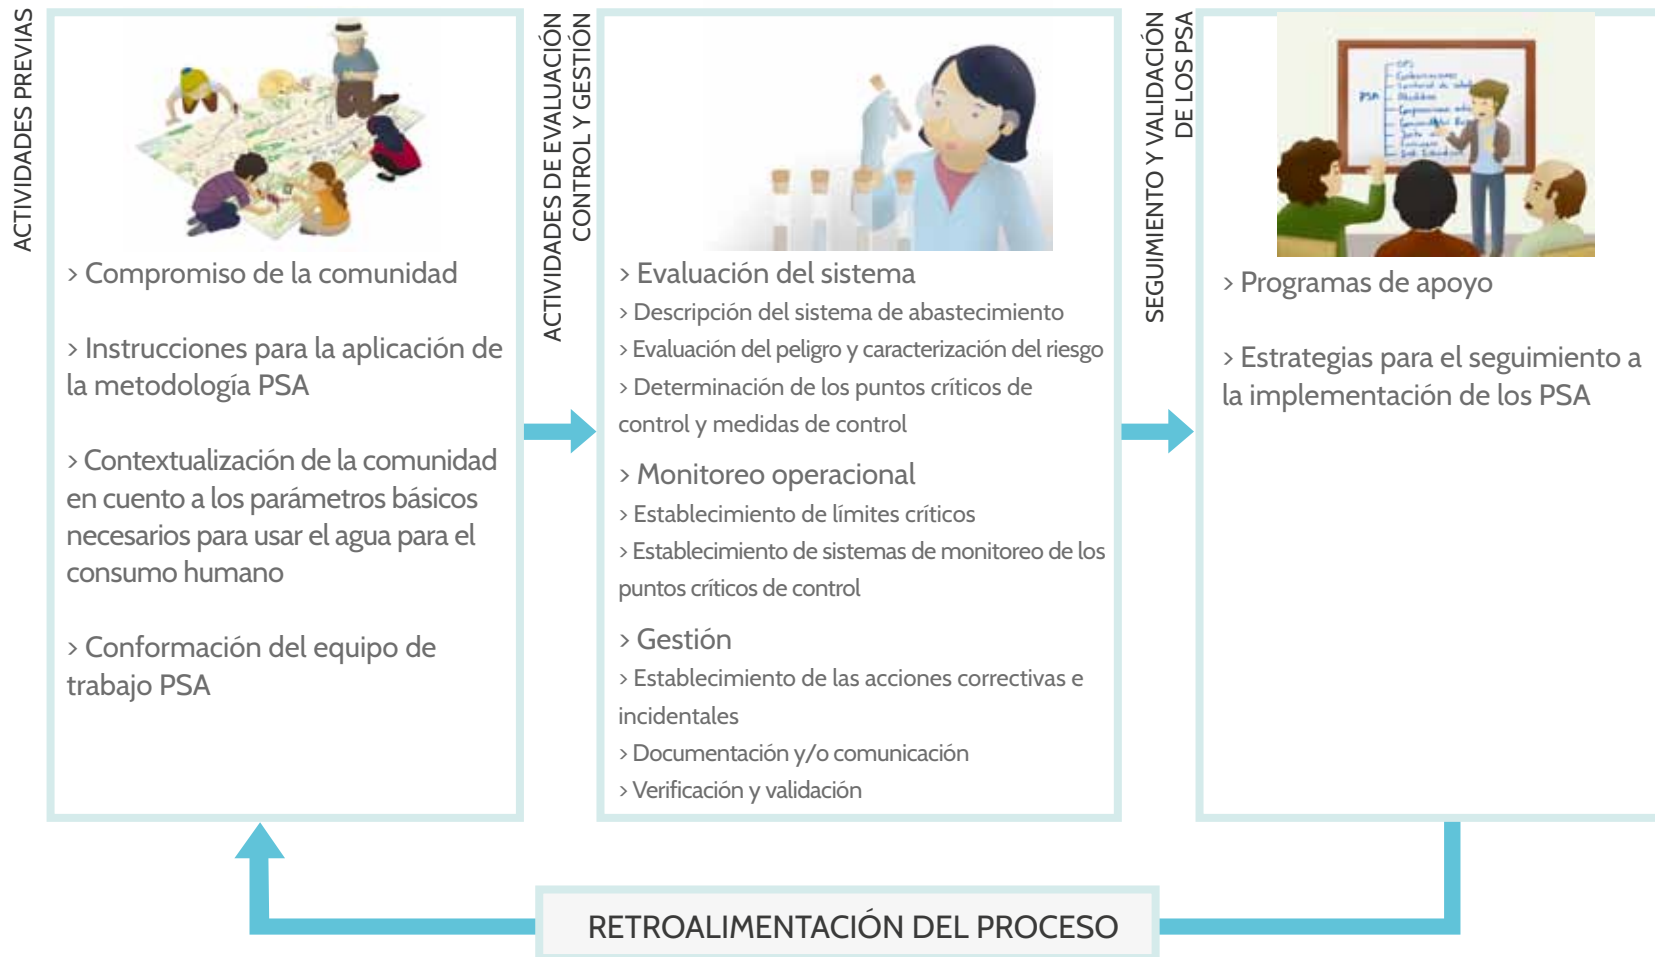 ACTIVIDADES PREVIAS
> Compromiso de la comunidad
> Instrucciones para la aplicación de
la metodología PSA
> Contextualización de la comunidad
en cuento a los parámetros básicos
necesarios para usar el agua para el
consumo humano
> Conformación del equipo de
trabajo PSA
ACTIVIDADES DE EVALUACIÓN
CONTROL Y GESTIÓN
> Evaluación del sistema
> Descripción del sistema de abastecimiento
> Evaluación del peligro y caracterización del riesgo
> Determinación de los puntos críticos de
control y medidas de control
> Monitoreo operacional
> Establecimiento de límites críticos
> Establecimiento de sistemas de monitoreo de los
puntos críticos de control
> Gestión
> Establecimiento de las acciones correctivas e
incidentales
> Documentación y/o comunicación
> Verificación y validación
SEGUIMIENTO Y VALIDACIÓN
DE LOS PSA
PSA
> Programas de apoyo
> Estrategias para el seguimiento a
la implementación de los PSA
RETROALIMENTACIÓN DEL PROCESO